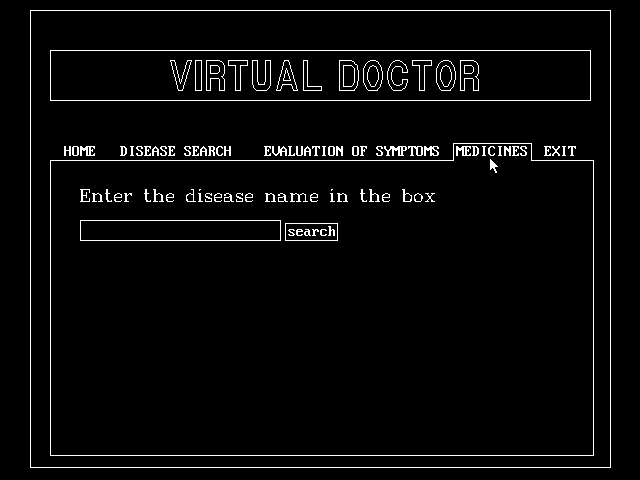 VIRTUAL DOCTOR
HOME DISEASE SEARCH EVALUATION OF SYMPTOMS MEDICINES EXIT
Enter the disease name in the box
search